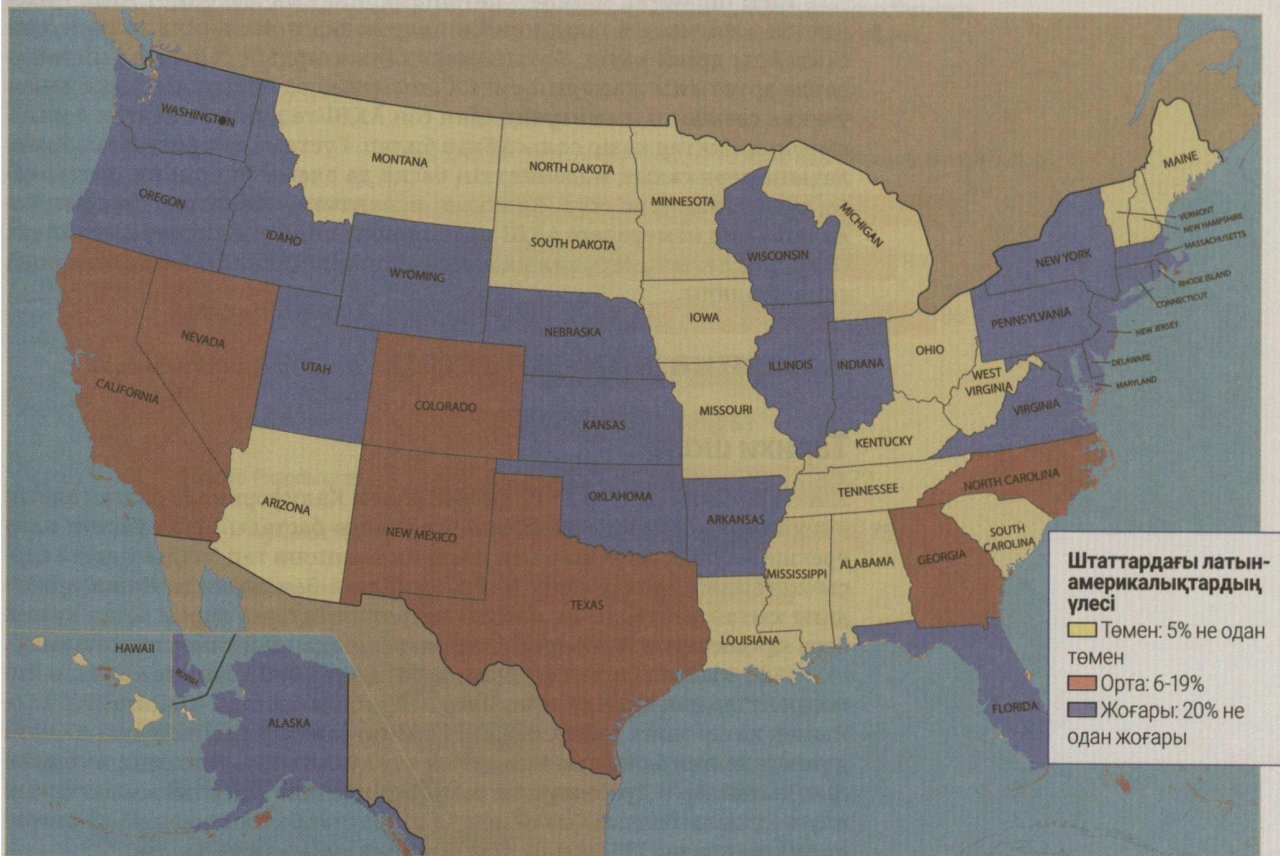 WASHINGTON
MONTANA
NORTH DAKOTA
MINNESOTA
MAINE
OREGON
IDAHO
SOUTH DAKOTA
MICHIGAN
VERMONT
NEW HAMPSHIRE
MASSACHUSETTS
WYOMING
WISCONSIN
NEW YORK
RHODE ISLAND
CONNECTICUT
NEVADA
NEBRASKA
IOWA
PENNSYLVANIA
NEW JERSEY
UTAH
ILLINOIS
INDIANA
OHIO
DELAWARE
MARYLAND
CALIFORNIA
COLORADO
KANSAS
MISSOURI
WEST
VIRGINIA
VIRGINIA
KENTUCKY
ARIZONA
NEW MEXICO
OKLAHOMA
ARKANSAS
TENNESSEE
NORTH CAROLINA
SOUTH
CAROLINA
TEXAS
MISSISSIPPI
ALABAMA
GEORGIA
LOUISIANA
FLORIDA
HAWAII
RUSSIA
ALASKA
Штаттардағы латын-
америкалықтардың
үлесі
Төмен: 5% не одан
төмен
Орта: 6-19%
Жоғары: 20% не
одан жоғары